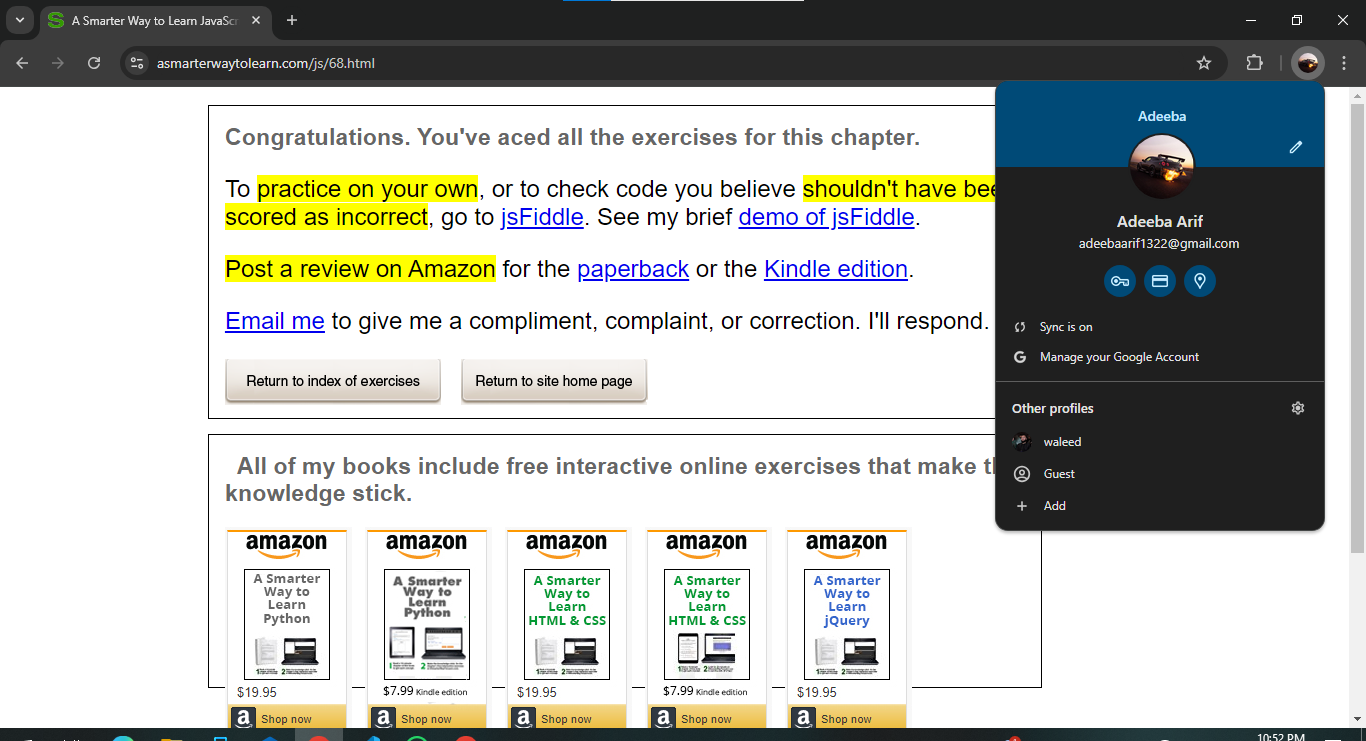 A Smarter Way to Learn JavaScr
asmarterwaytolearn.com/js/68.html
Congratulations. You've aced all the exercises for this chapter.
To practice on your own, or to check code you believe shouldn't have
scored as incorrect, go to jsFiddle. See my brief demo of jsFiddle.
Post a review on Amazon for the paperback or the Kindle edition.
Email me to give me a compliment, complaint, or correction. I'll respond.
Return to index of exercises
Return to site home page
Adeeba
Adeeba Arif
adeebaarif1322@gmail.com
Sync is on
Manage your Google Account
Other profiles
waleed
Guest
Add
All of my books include free interactive online exercises that make
knowledge stick.
amazon
A Smarter
Way to
Learn
Python
$19.95
Shop now
amazon
A Smarter
Way to
Learn
Python
$7.99 Kindle edition
Shop now
amazon
A Smarter
Way to
Learn
HTML & CSS
$19.95
Shop now
amazon
A Smarter
Way to
Learn
HTML & CSS
$7.99 Kindle edition
Shop now
amazon
A Smarter
Way to
Learn
jQuery
$19.95
Shop now
10:52 PM